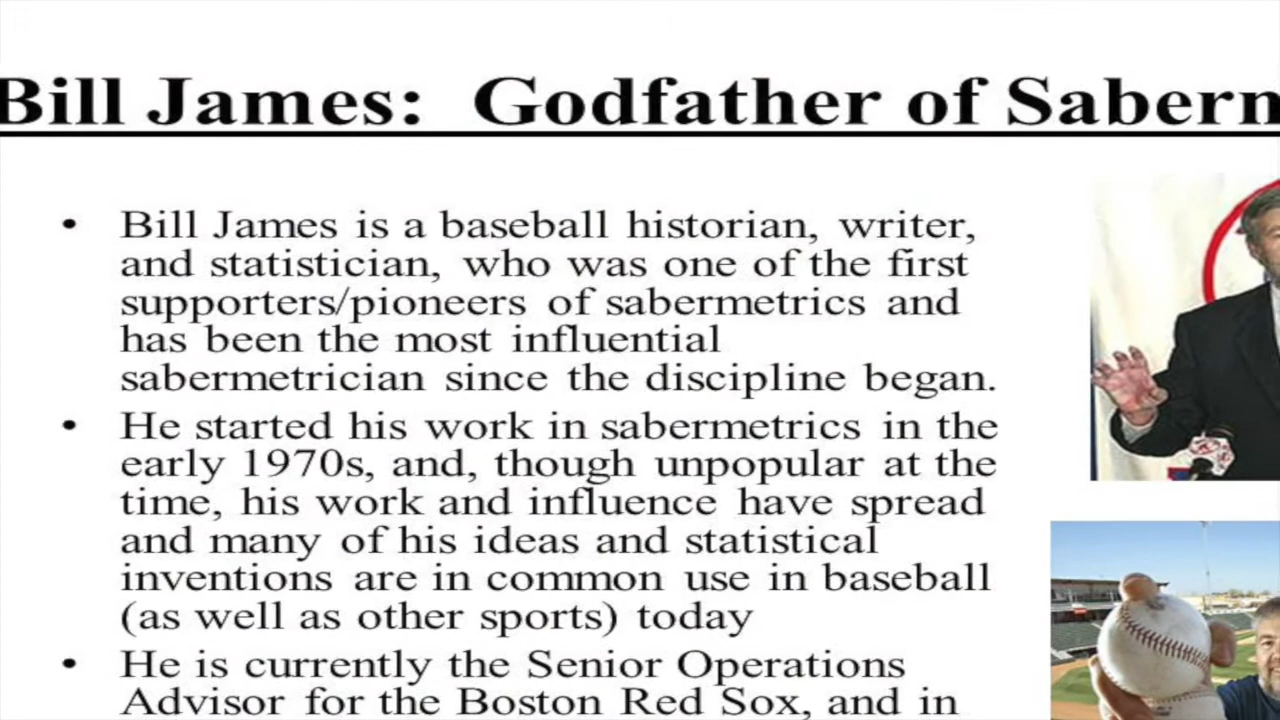 Bill James: Godfather of Sabern
• Bill James is a baseball historian, writer,
and statistician, who was one of the first
supporters/pioneers of sabermetrics and
has been the most influential
sabermetrician since the discipline began.
• He started his work in sabermetrics in the
early 1970s, and, though unpopular at the
time, his work and influence have spread
and many of his ideas and statistical
inventions are in common use in baseball
(as well as other sports) today
• He is currently the Senior Operations
Advisor for the Boston Red Sox, and in